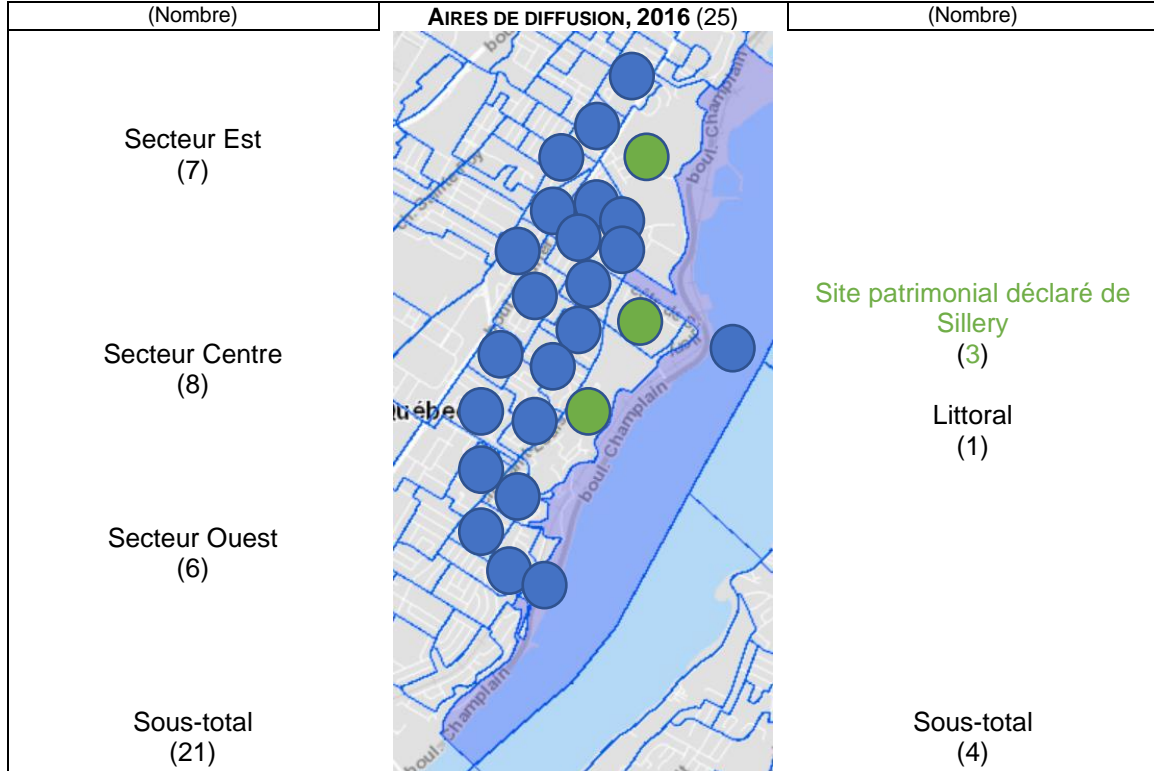 (Nombre)
AIRES DE DIFFUSION, 2016 (25)
(Nombre)
Secteur Est
(7)
Secteur Centre
(8)
Secteur Ouest
(6)
Sous-total
(21)
boul. Champlain
boul. Champlain
boul. Champlain
Site patrimonial déclaré de
Sillery
(3)
Littoral
(1)
Sous-total
(4)